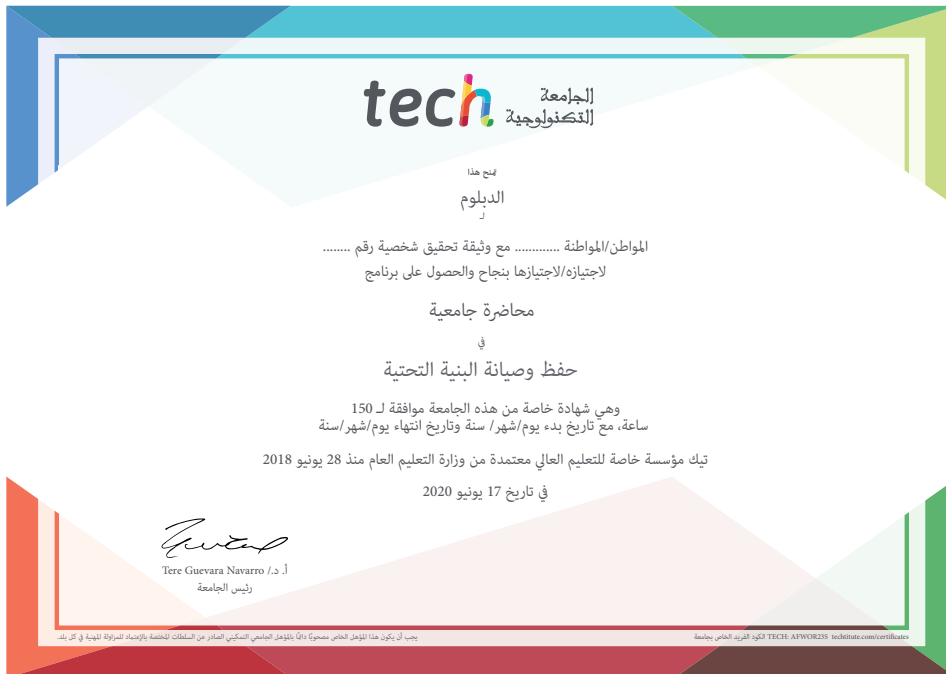 tech الجامعة
التكنولوجية
يمنح هذا
الدبلوم
لـ
المواطن/المواطنة ............ مع وثيقة تحقيق شخصية رقم ........
لاجتيازه/لاجتيازها بنجاح والحصول على برنامج
محاضرة جامعية
في
حفظ وصيانة البنية التحتية
وهي شهادة خاصة من هذه الجامعة موافقة لـ 150
ساعة، مع تاريخ بدء يوم/شهر/ سنة وتاريخ انتهاء يوم/شهر/سنة
تيك مؤسسة خاصة للتعليم العالي معتمدة من وزارة التعليم العام منذ 28 يونيو 2018
في تاريخ 17 يونيو 2020
أ. د./ Tere Guevara Navarro
رئيس الجامعة
يجب أن يكون هذا المؤهل الخاص مصحوبًا دائمًا بالمؤهل الجامعي التمكيني الصادر عن السلطات المختصة بالإعتماد للمزاولة المهنية في كل بلد.
الكود الفريد الخاص بجامعة TECH: AFWOR23S techtitute.com/certificates